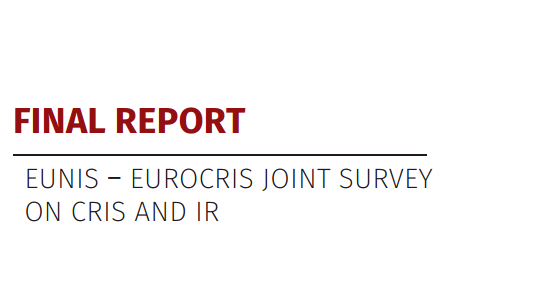 FINAL REPORT
EUNIS – EUROCRIS JOINT SURVEY
ON CRIS AND IR